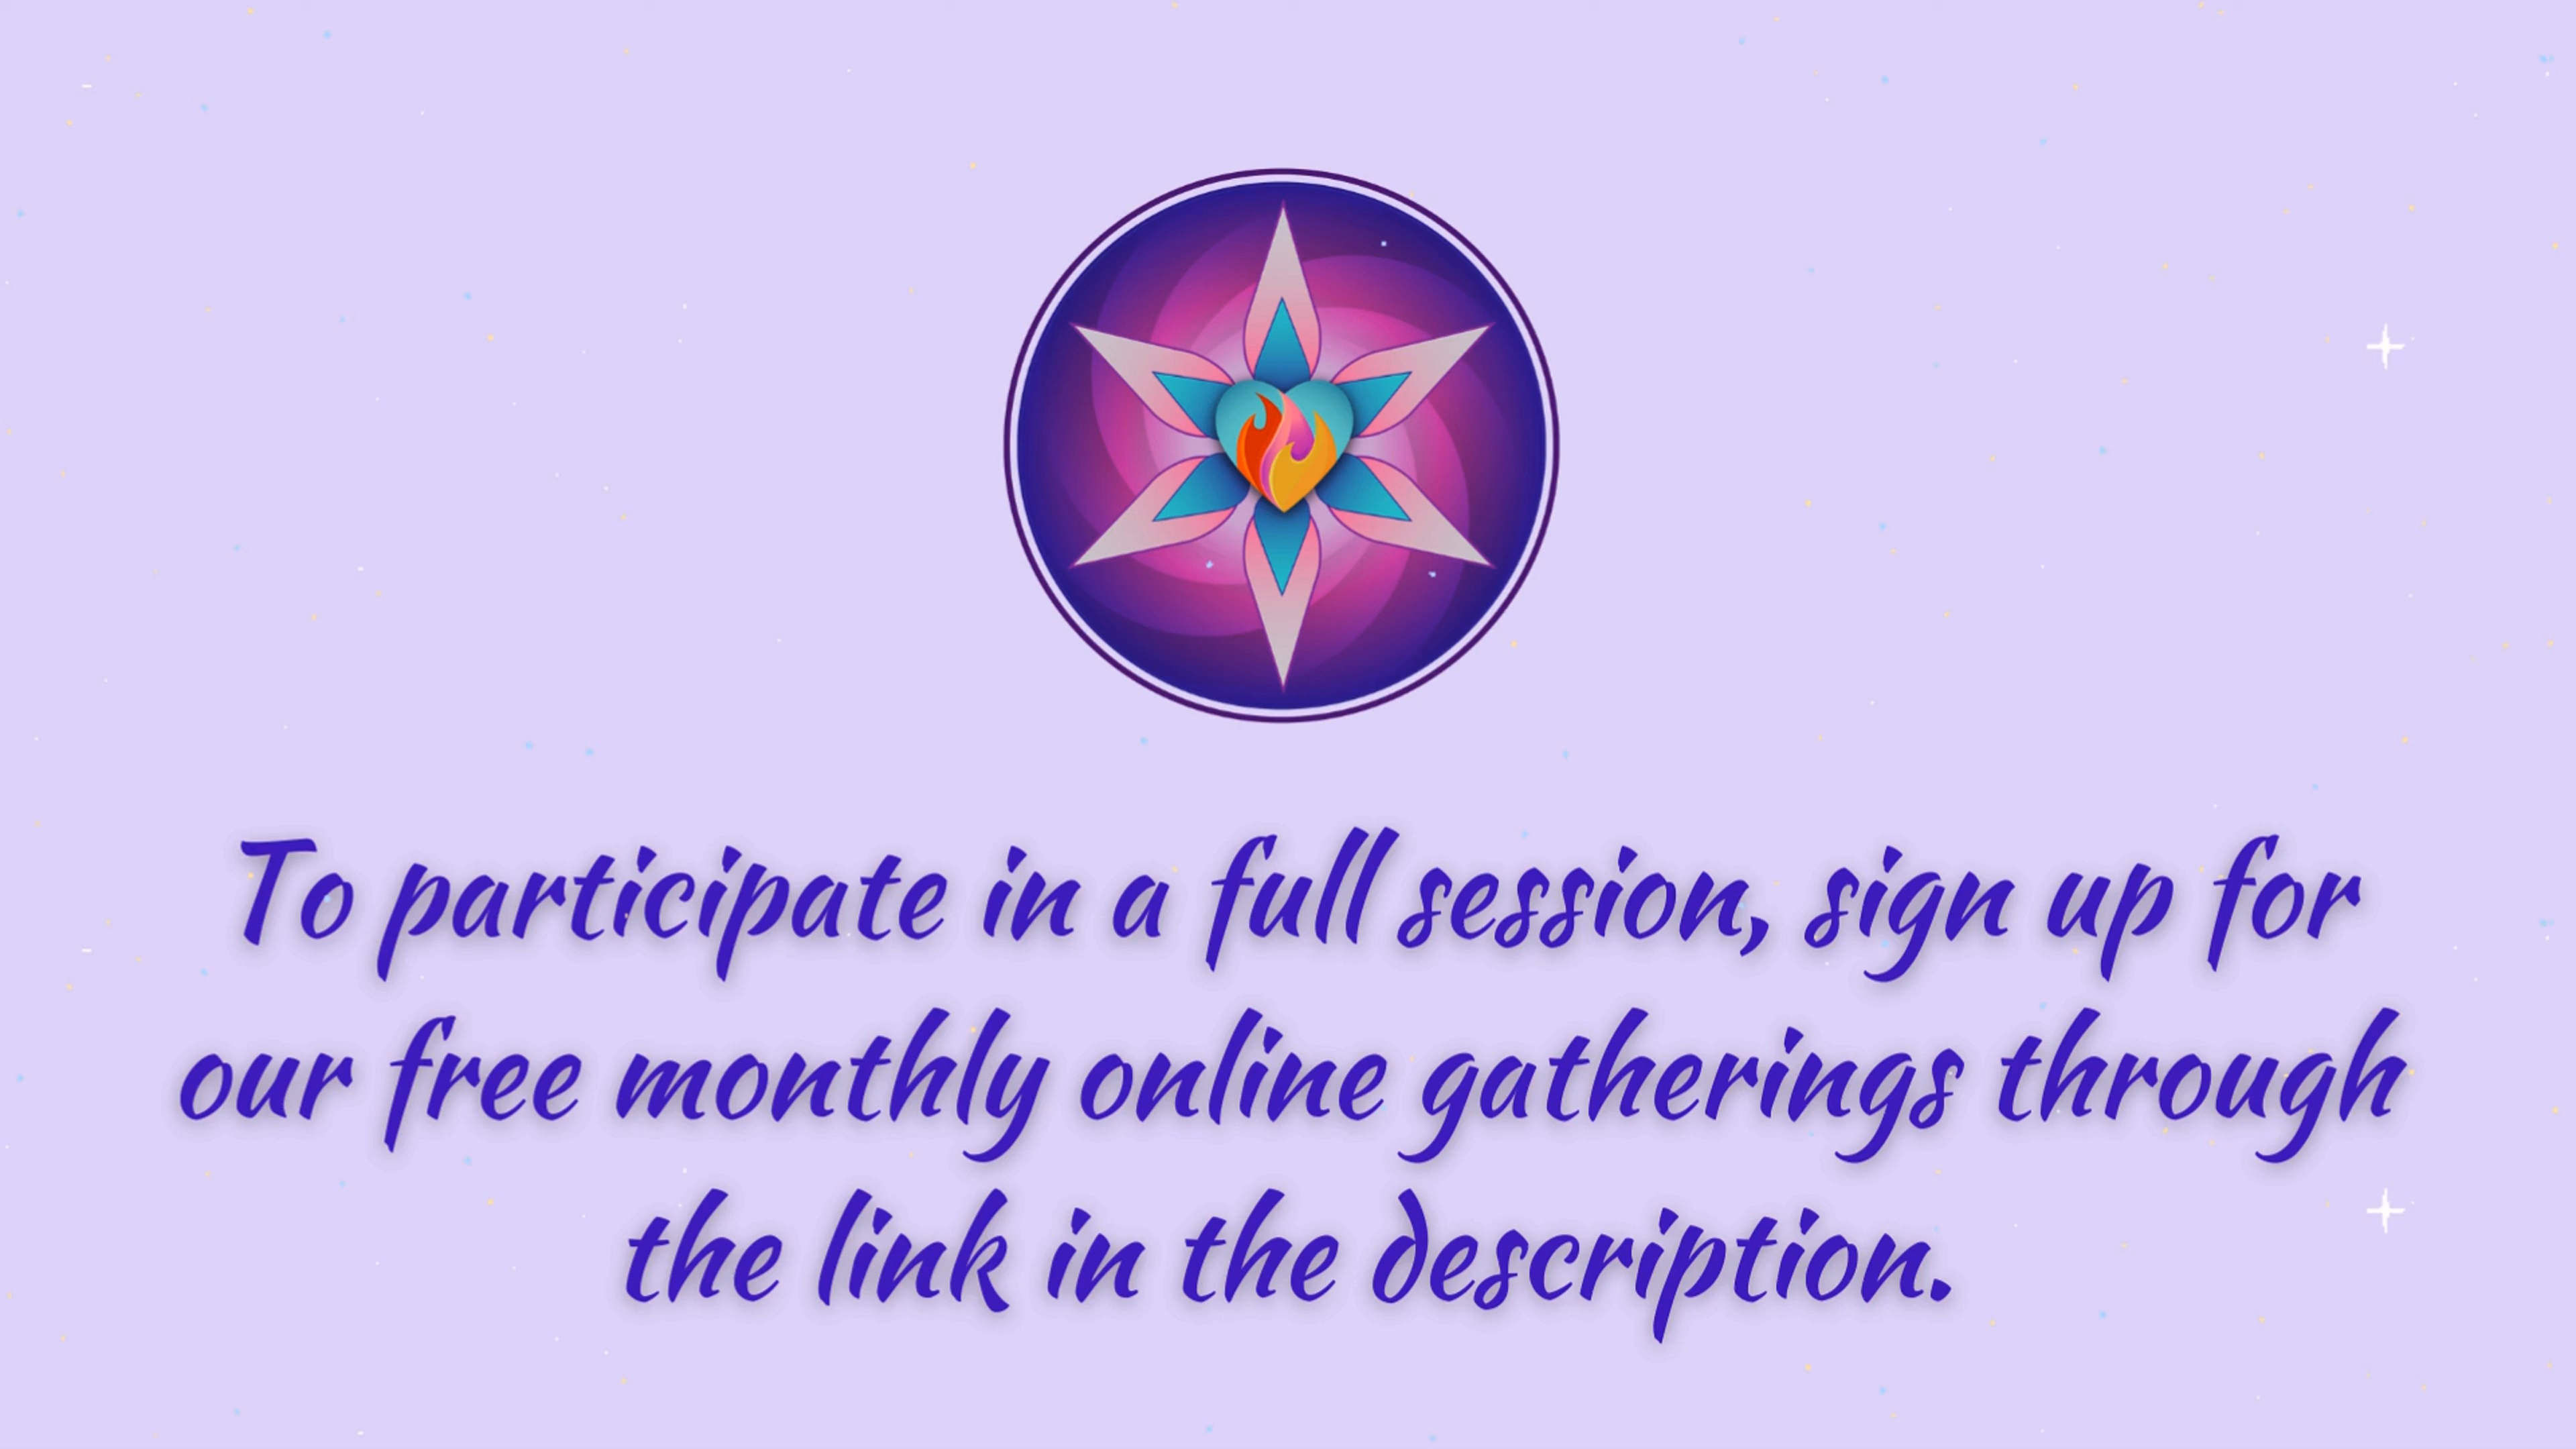 To participate in a full session, sign up for
our free monthly online gatherings through
the link in the description.